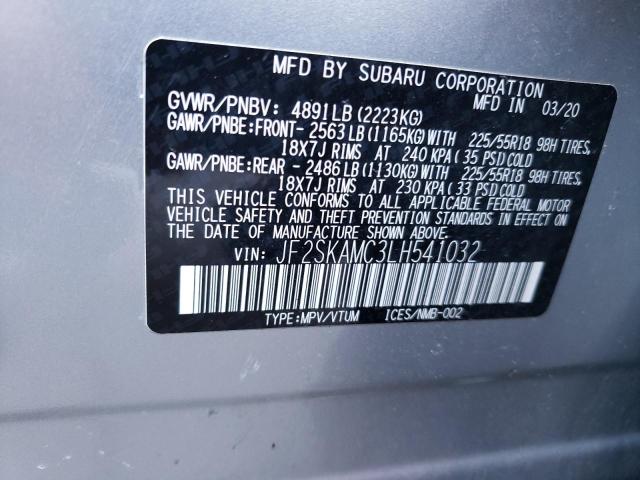 MFD BY SUBARU CORPORATION
GVWR/PNBV: 4891LB(2223KG) MFD IN 03/20
GAWR/PNBE:FRONT- 2563LB(1165KG)WITH 225/55R18 98H TIRES,
18X7J RIMS AT 240 KPA(35 PSI)COLD
GAWR/PNBE:REAR - 2486LB(1130KG)WITH 225/55R18 98H TIRES,
18X7J RIMS AT 230 KPA(33 PSI)COLD
THIS VEHICLE CONFORMS TO ALL APPLICABLE FEDERAL MOTOR
VEHICLE SAFETY AND THEFT PREVENTION STANDARDS IN EFFECT ON
THE DATE OF MANUFACTURE SHOWN ABOVE.
VIN: JF2SKAMC3LH541032
TYPE:MPV/VTUM ICES/NMB-002